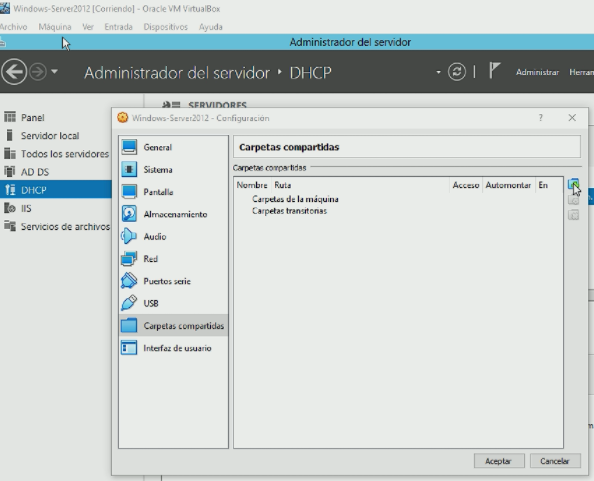 Windows-Server2012 [Corriendo] - Oracle VM VirtualBox
Archivo Máquina Ver Entrada Dispositivos Ayuda
Administrador del servidor
Administrador del se DHCP
Administrar
SERVIDORES
Panel
Servidor local
Todos los servidores
AD DS
DHCP
IIS
Servicios de archivos
Windows-Server2012 - Configuración ?
General
Sistema
Pantalla
Almacenamiento
Audio
Red
Puertos serie
USB
Carpetas compartidas
Interfaz de usuario
Carpetas compartidas
Carpetas compartidas
Nombre Ruta Acceso Automontar En
Carpetas de la máquina
Carpetas transitorias
Aceptar Cancelar